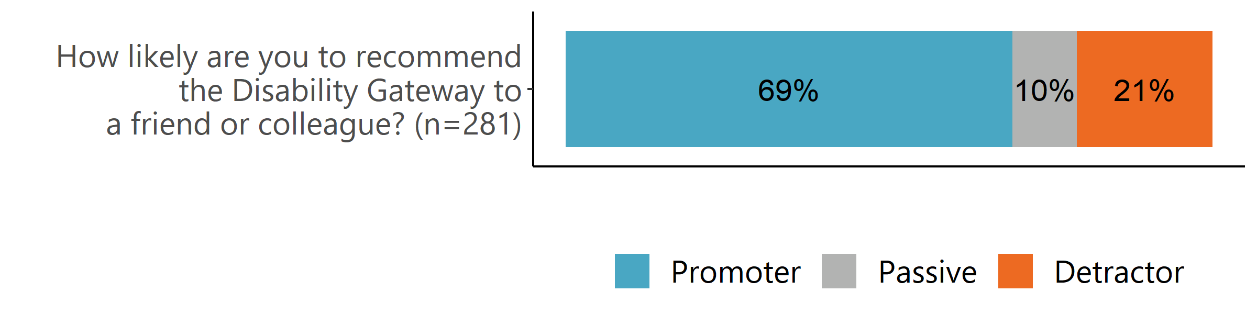 How likely are you to recommend
the Disability Gateway to
a friend or colleague? (n=281)
69% 10% 21%
Promoter Passive Detractor